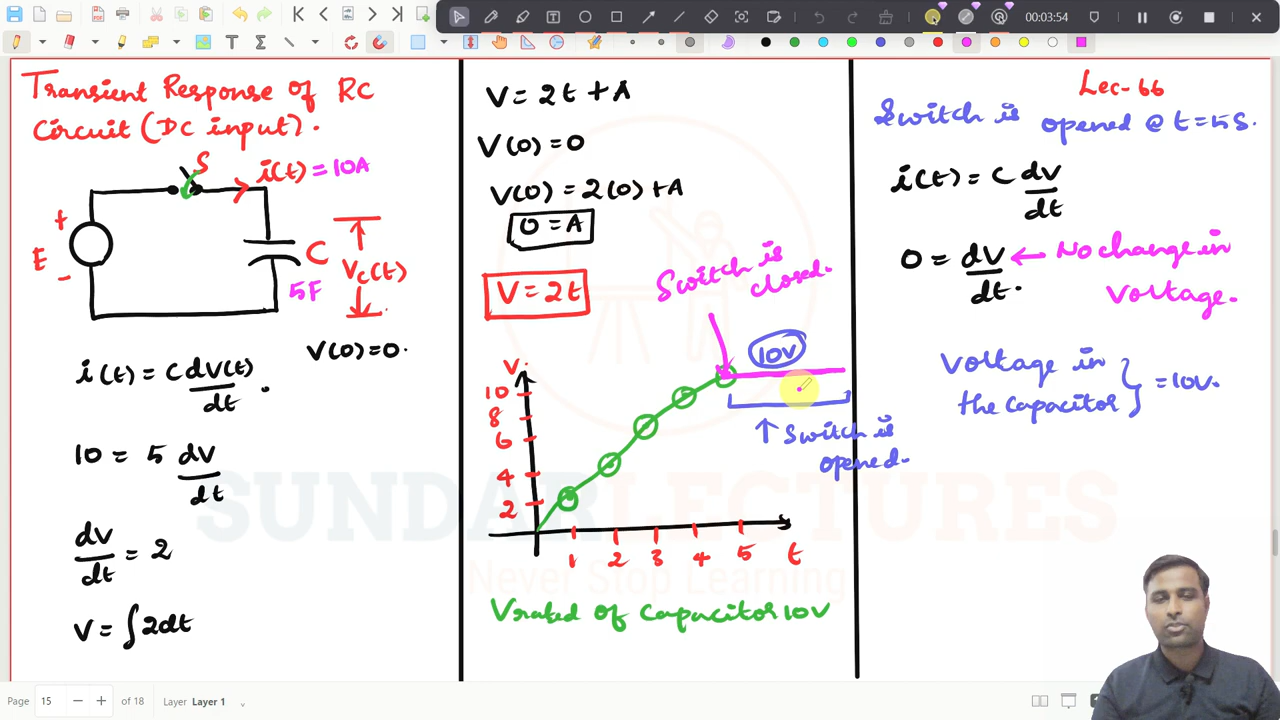 00:03:54
Transient Response of RC
Circuit (DC input).
S
i(t) = 10A
+
E
-
C
5F
Vc(t)
V(0) = 0.
i(t) = C dV(t)/dt .
10 = 5 dv/dt
dv/dt = 2
V = ∫2dt
V = 2t + A
V(0) = 0
V(0) = 2(0) + A
0 = A
V = 2t
Switch is
closed.
10V
V.
10
8
6
4
2
1 2 3 4 5 t
↑ Switch is
opened.
Vrated of capacitor 10V
Lec-66
Switch is opened @ t = 5S.
i(t) = C dv/dt
0 = dv/dt. ← No change in
Voltage.
Voltage in
the capacitor } = 10V.
SUNDAR LECTURES
Never Stop Learning
Page 15 of 18 Layer Layer 1